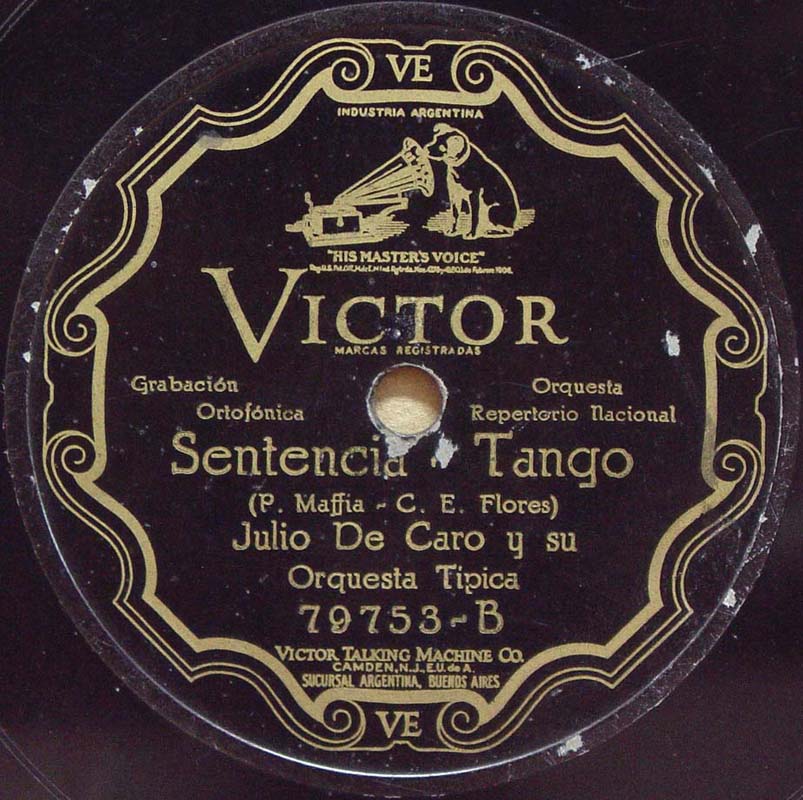 VE
INDUSTRIA ARGENTINA
"HIS MASTER'S VOICE"
VICTOR
MARCAS REGISTRADAS
Grabación Orquesta
Ortofónica Repertorio Nacional
Sentencia - Tango
(P. Maffia - C. E. Flores)
Julio De Caro y su
Orquesta Típica
79753-B
VICTOR TALKING MACHINE CO.
CAMDEN, N.J., E.U. de A.
SUCURSAL ARGENTINA, BUENOS AIRES
VE